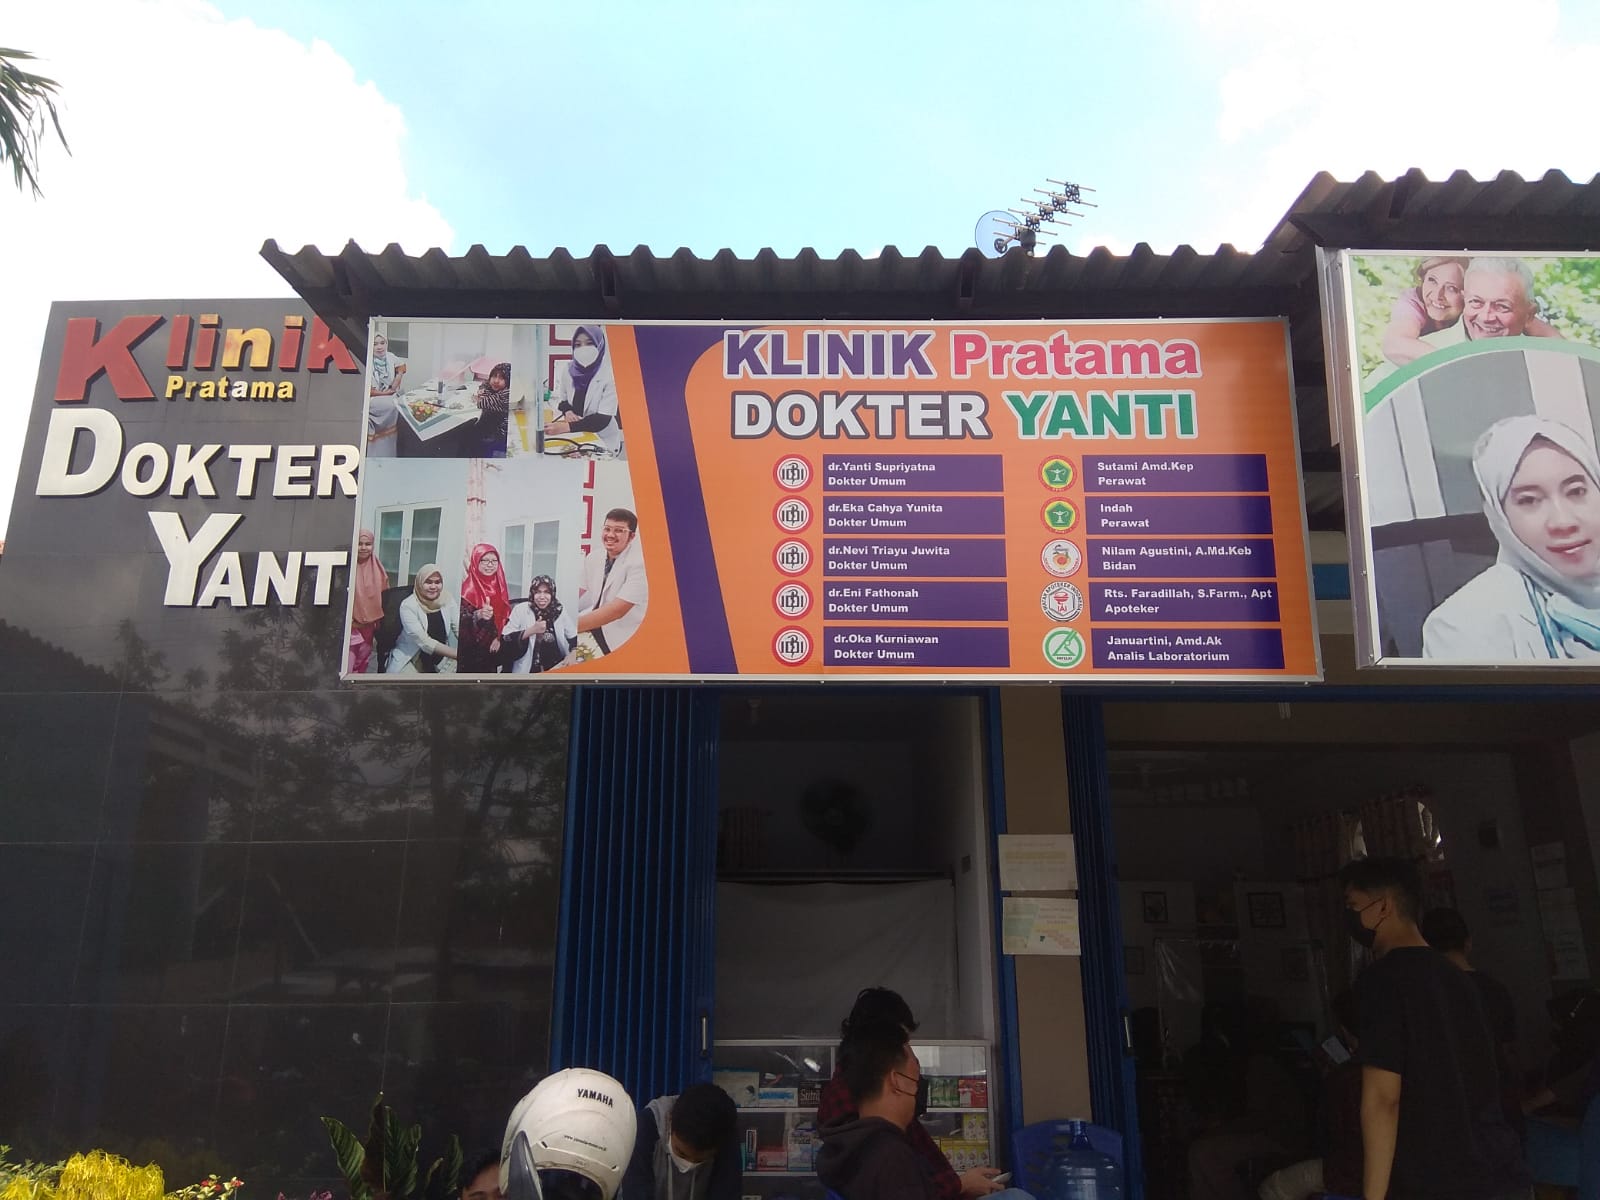 Klinik
Pratama
DOKTER
YANT
KLINIK Pratama
DOKTER YANTI
dr.Yanti Supriyatna
Dokter Umum
dr.Eka Cahya Yunita
Dokter Umum
dr.Nevi Triayu Juwita
Dokter Umum
dr.Eni Fathonah
Dokter Umum
dr.Oka Kurniawan
Dokter Umum
Sutami Amd.Kep
Perawat
Indah
Perawat
Nilam Agustini, A.Md.Keb
Bidan
Rts. Faradillah, S.Farm., Apt
Apoteker
Januartini, Amd.Ak
Analis Laboratorium
IAI
YAMAHA